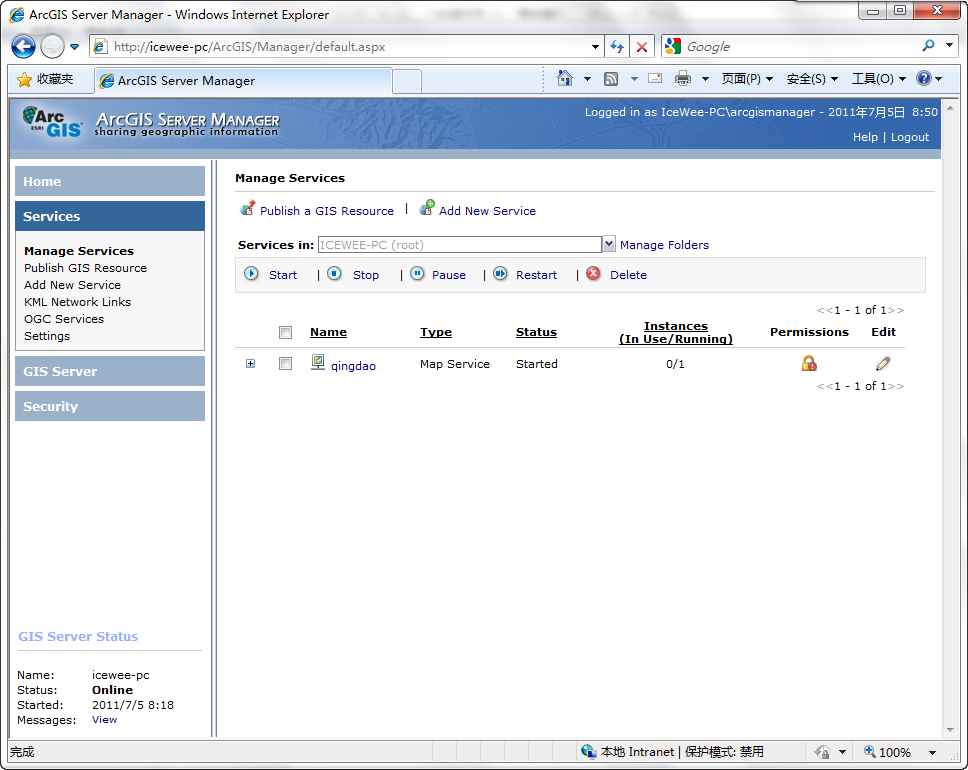 ArcGIS Server Manager - Windows Internet Explorer
http://icewee-pc/ArcGIS/Manager/default.aspx
Google
收藏夹
ArcGIS Server Manager
页面(P)
安全(S)
工具(O)
Arc
ESRI GIS
ArcGIS Server Manager
sharing geographic information
Logged in as IceWee-PC\arcgismanager - 2011年7月5日 8:50
Help | Logout
Home
Services
Manage Services
Publish GIS Resource
Add New Service
KML Network Links
OGC Services
Settings
GIS Server
Security
Manage Services
Publish a GIS Resource | Add New Service
Services in: ICEWEE-PC (root) Manage Folders
Start | Stop | Pause | Restart | Delete
<<1 - 1 of 1>>
Name Type Status Instances (In Use/Running) Permissions Edit
qingdao Map Service Started 0/1
<<1 - 1 of 1>>
GIS Server Status
Name: icewee-pc
Status: Online
Started: 2011/7/5 8:18
Messages: View
完成
本地 Intranet | 保护模式: 禁用
100%